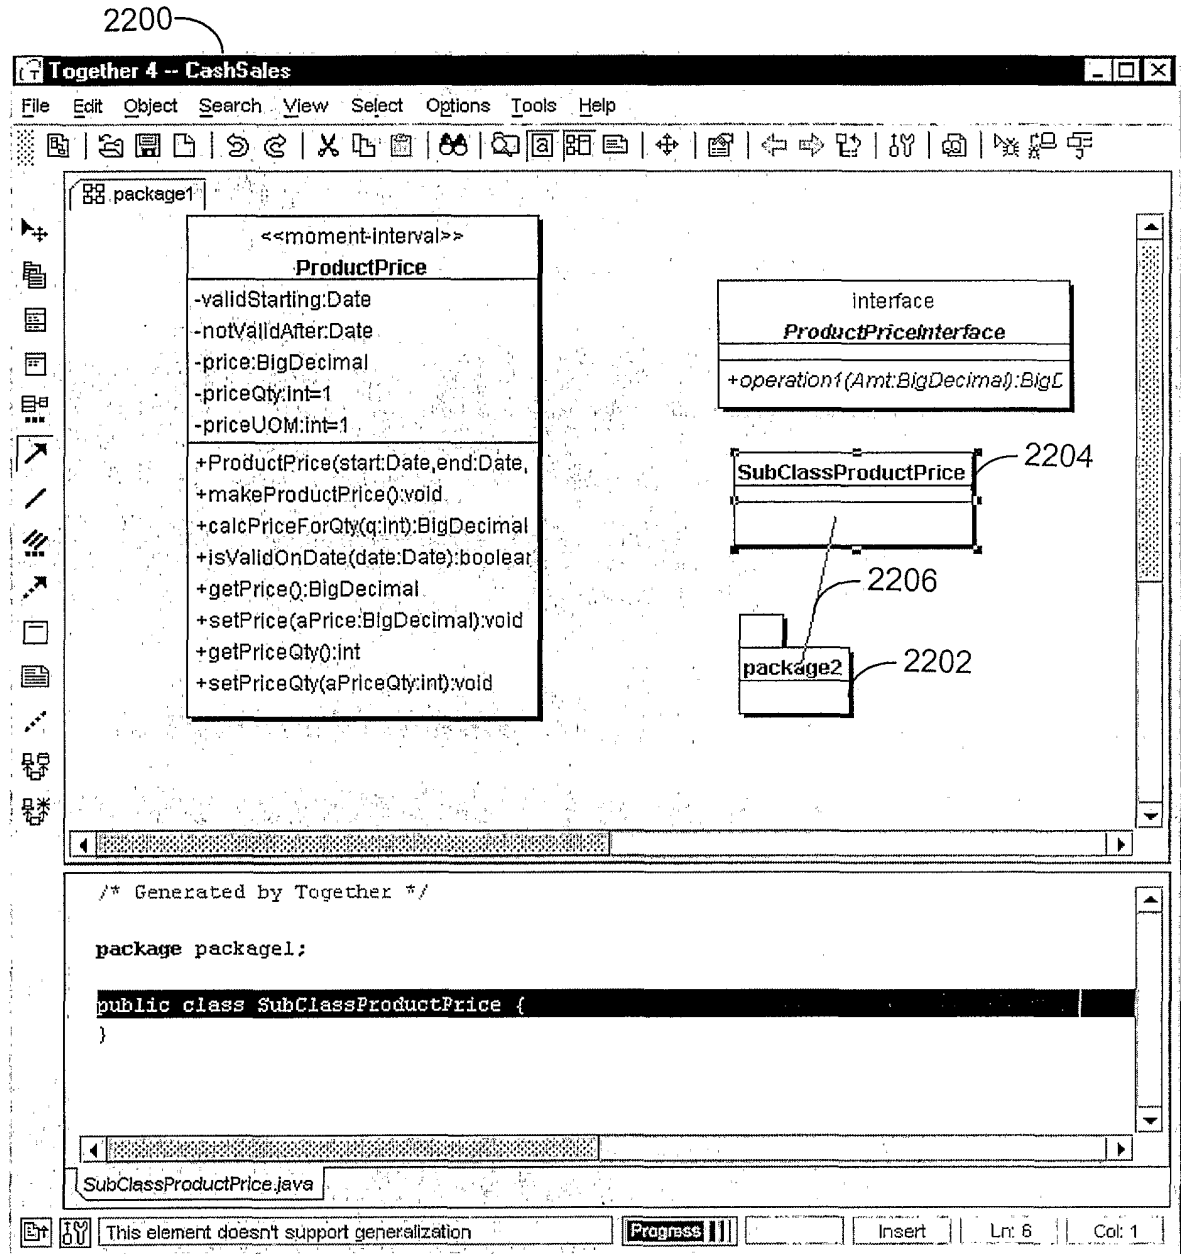 2200
Together 4 -- CashSales
File Edit Object Search View Select Options Tools Help
package1
<<moment-interval>>
ProductPrice
-validStarting:Date
-notValidAfter:Date
-price:BigDecimal
-priceQty:int=1
-priceUOM:int=1
+ProductPrice(start:Date,end:Date,
+makeProductPrice():void
+calcPriceForQty(q:int):BigDecimal
+isValidOnDate(date:Date):boolear
+getPrice():BigDecimal
+setPrice(aPrice:BigDecimal):void
+getPriceQty():int
+setPriceQty(aPriceQty:int):void
interface
ProductPriceInterface
+operation1(Amt:BigDecimal):BigD
SubClassProductPrice
2204
2206
package2
2202
/* Generated by Together */
package package1;
public class SubClassProductPrice {
}
SubClassProductPrice.java
This element doesn't support generalization
Progress
Insert
Ln: 6
Col: 1